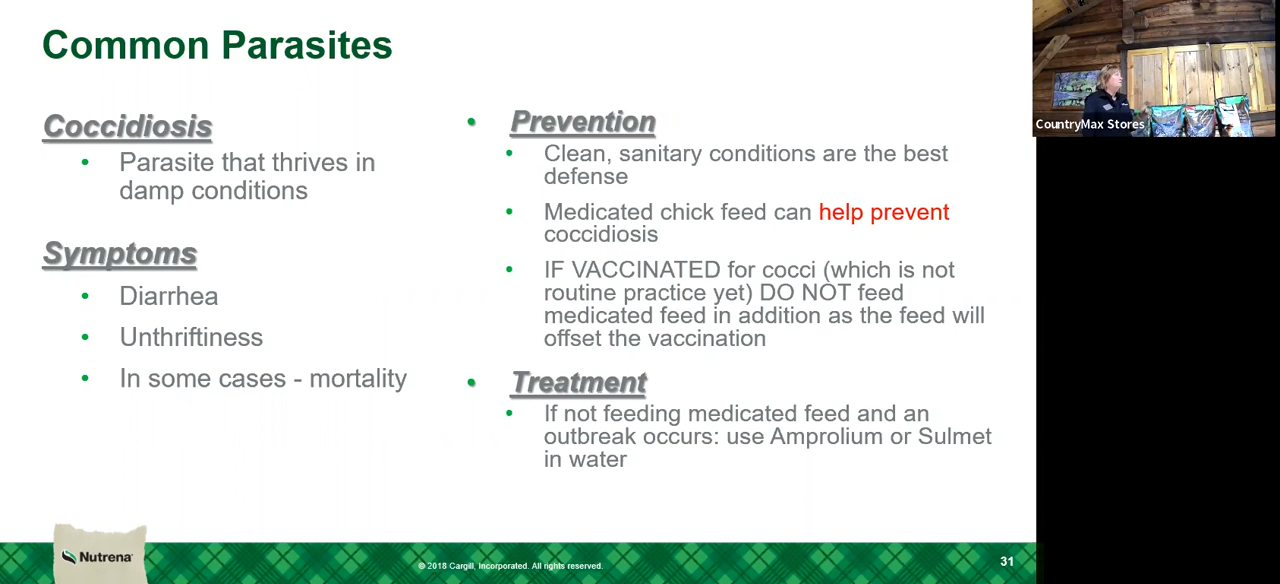 Common Parasites
Coccidiosis
• Parasite that thrives in
damp conditions
Symptoms
• Diarrhea
• Unthriftiness
• In some cases - mortality
• Prevention
• Clean, sanitary conditions are the best
defense
• Medicated chick feed can help prevent
coccidiosis
• IF VACCINATED for cocci (which is not
routine practice yet) DO NOT feed
medicated feed in addition as the feed will
offset the vaccination
• Treatment
• If not feeding medicated feed and an
outbreak occurs: use Amprolium or Sulmet
in water
CountryMax Stores
Nutrena
© 2018 Cargill, Incorporated. All rights reserved.
31